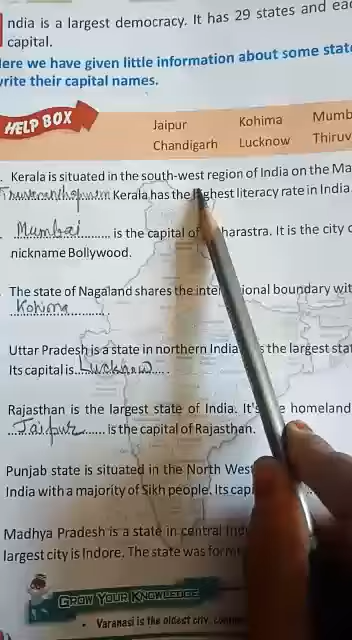 ndia is a largest democracy. It has 29 states and eac
capital.
Here we have given little information about some stat
write their capital names.
HELP BOX
Jaipur Kohima Mumb
Chandigarh Lucknow Thiruv
Kerala is situated in the south-west region of India on the Ma
Kerala has the highest literacy rate in India
Mumbai is the capital of harastra. It is the city o
nickname Bollywood.
The state of Nagaland shares the inter ional boundary wit
Kohima
Uttar Pradesh is a state in northern India s the largest stat
Its capital is Lucknow.
Rajasthan is the largest state of India. It's e homeland
Jaipur is the capital of Rajasthan.
Punjab state is situated in the North Wes
India with a majority of Sikh people. Its capi
Madhya Pradesh is a state in central Ind
largest city is Indore. The state was form
GROW YOUR KNOWLEDGE
• Varanasi is the oldest city.